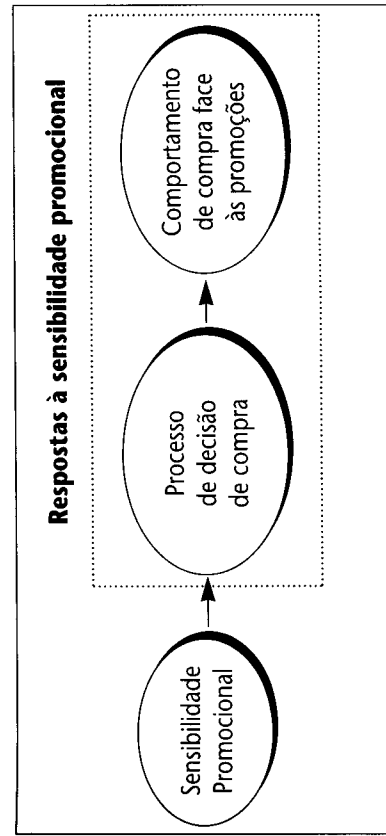 Respostas à sensibilidade promocional
Sensibilidade
Promocional
Processo
de decisão
de compra
Comportamento
de compra face
às promoções